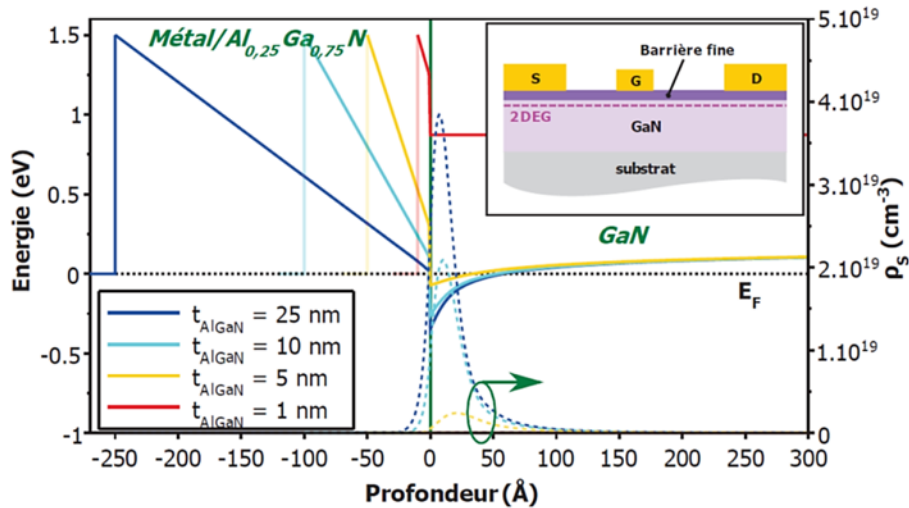 Métal/Al0,25Ga0,75N
Barrière fine
S
G
D
2DEG
GaN
substrat
GaN
EF
tAlGaN = 25 nm
tAlGaN = 10 nm
tAlGaN = 5 nm
tAlGaN = 1 nm
1.5
1
0.5
0
-0.5
-1
Energie (eV)
5.10^19
4.10^19
3.10^19
2.10^19
1.10^19
0
ρS (cm-3)
-250 -200 -150 -100 -50 0 50 100 150 200 250 300
Profondeur (Å)